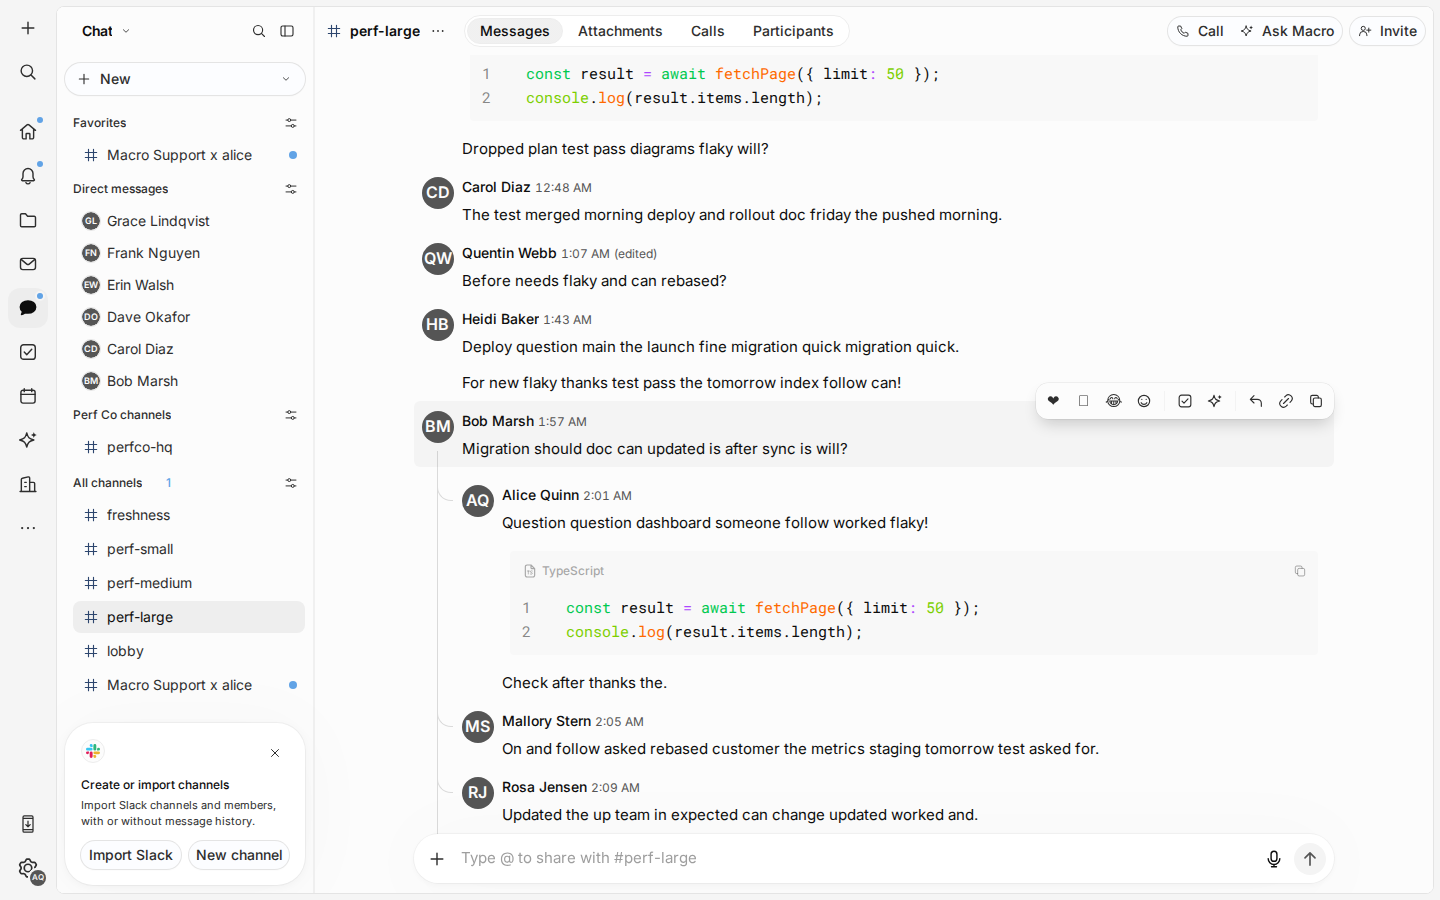 Chat
New
Favorites
Macro Support x alice
Direct messages
GL Grace Lindqvist
FN Frank Nguyen
EW Erin Walsh
DO Dave Okafor
CD Carol Diaz
BM Bob Marsh
Perf Co channels
perfco-hq
All channels 1
freshness
perf-small
perf-medium
perf-large
lobby
Macro Support x alice
Create or import channels
Import Slack channels and members,
with or without message history.
Import Slack New channel
AQ
perf-large
Messages Attachments Calls Participants
Call Ask Macro Invite
1 const result = await fetchPage({ limit: 50 });
2 console.log(result.items.length);
Dropped plan test pass diagrams flaky will?
CD Carol Diaz 12:48 AM
The test merged morning deploy and rollout doc friday the pushed morning.
QW Quentin Webb 1:07 AM (edited)
Before needs flaky and can rebased?
HB Heidi Baker 1:43 AM
Deploy question main the launch fine migration quick migration quick.
For new flaky thanks test pass the tomorrow index follow can!
BM Bob Marsh 1:57 AM
Migration should doc can updated is after sync is will?
AQ Alice Quinn 2:01 AM
Question question dashboard someone follow worked flaky!
TypeScript
1 const result = await fetchPage({ limit: 50 });
2 console.log(result.items.length);
Check after thanks the.
MS Mallory Stern 2:05 AM
On and follow asked rebased customer the metrics staging tomorrow test asked for.
RJ Rosa Jensen 2:09 AM
Updated the up team in expected can change updated worked and.
Type @ to share with #perf-large